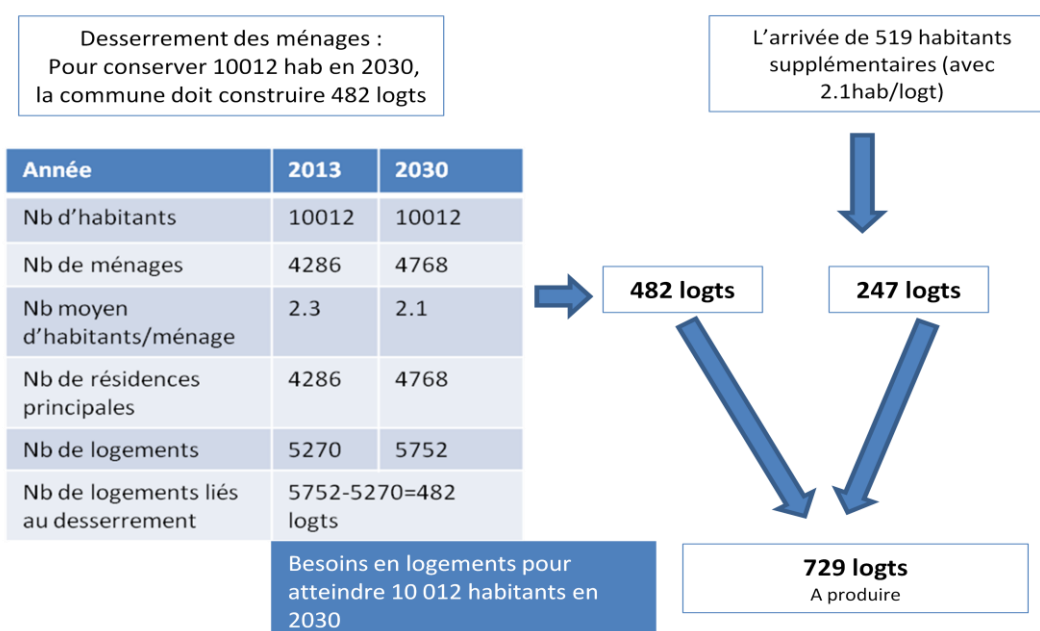 Desserrement des ménages :
Pour conserver 10012 hab en 2030,
la commune doit construire 482 logts
L’arrivée de 519 habitants
supplémentaires (avec
2.1hab/logt)
Année 2013 2030
Nb d’habitants 10012 10012
Nb de ménages 4286 4768
Nb moyen
d’habitants/ménage 2.3 2.1
Nb de résidences
principales 4286 4768
Nb de logements 5270 5752
Nb de logements liés
au desserrement
5752-5270=482
logts
482 logts
247 logts
Besoins en logements pour
atteindre 10 012 habitants en
2030
729 logts
A produire